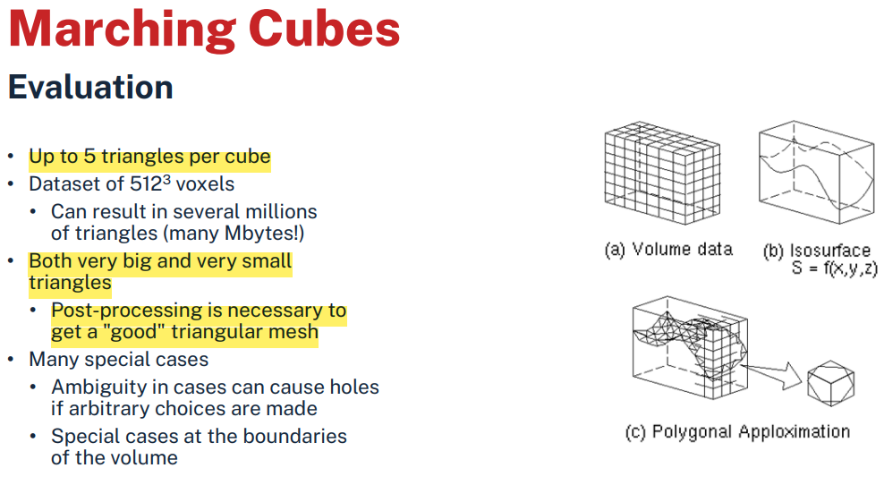 Marching Cubes
Evaluation
• Up to 5 triangles per cube
• Dataset of 512³ voxels
• Can result in several millions
of triangles (many Mbytes!)
• Both very big and very small
triangles
• Post-processing is necessary to
get a "good" triangular mesh
• Many special cases
• Ambiguity in cases can cause holes
if arbitrary choices are made
• Special cases at the boundaries
of the volume
(a) Volume data
(b) Isosurface
S = f(x,y,z)
(c) Polygonal Apploximation